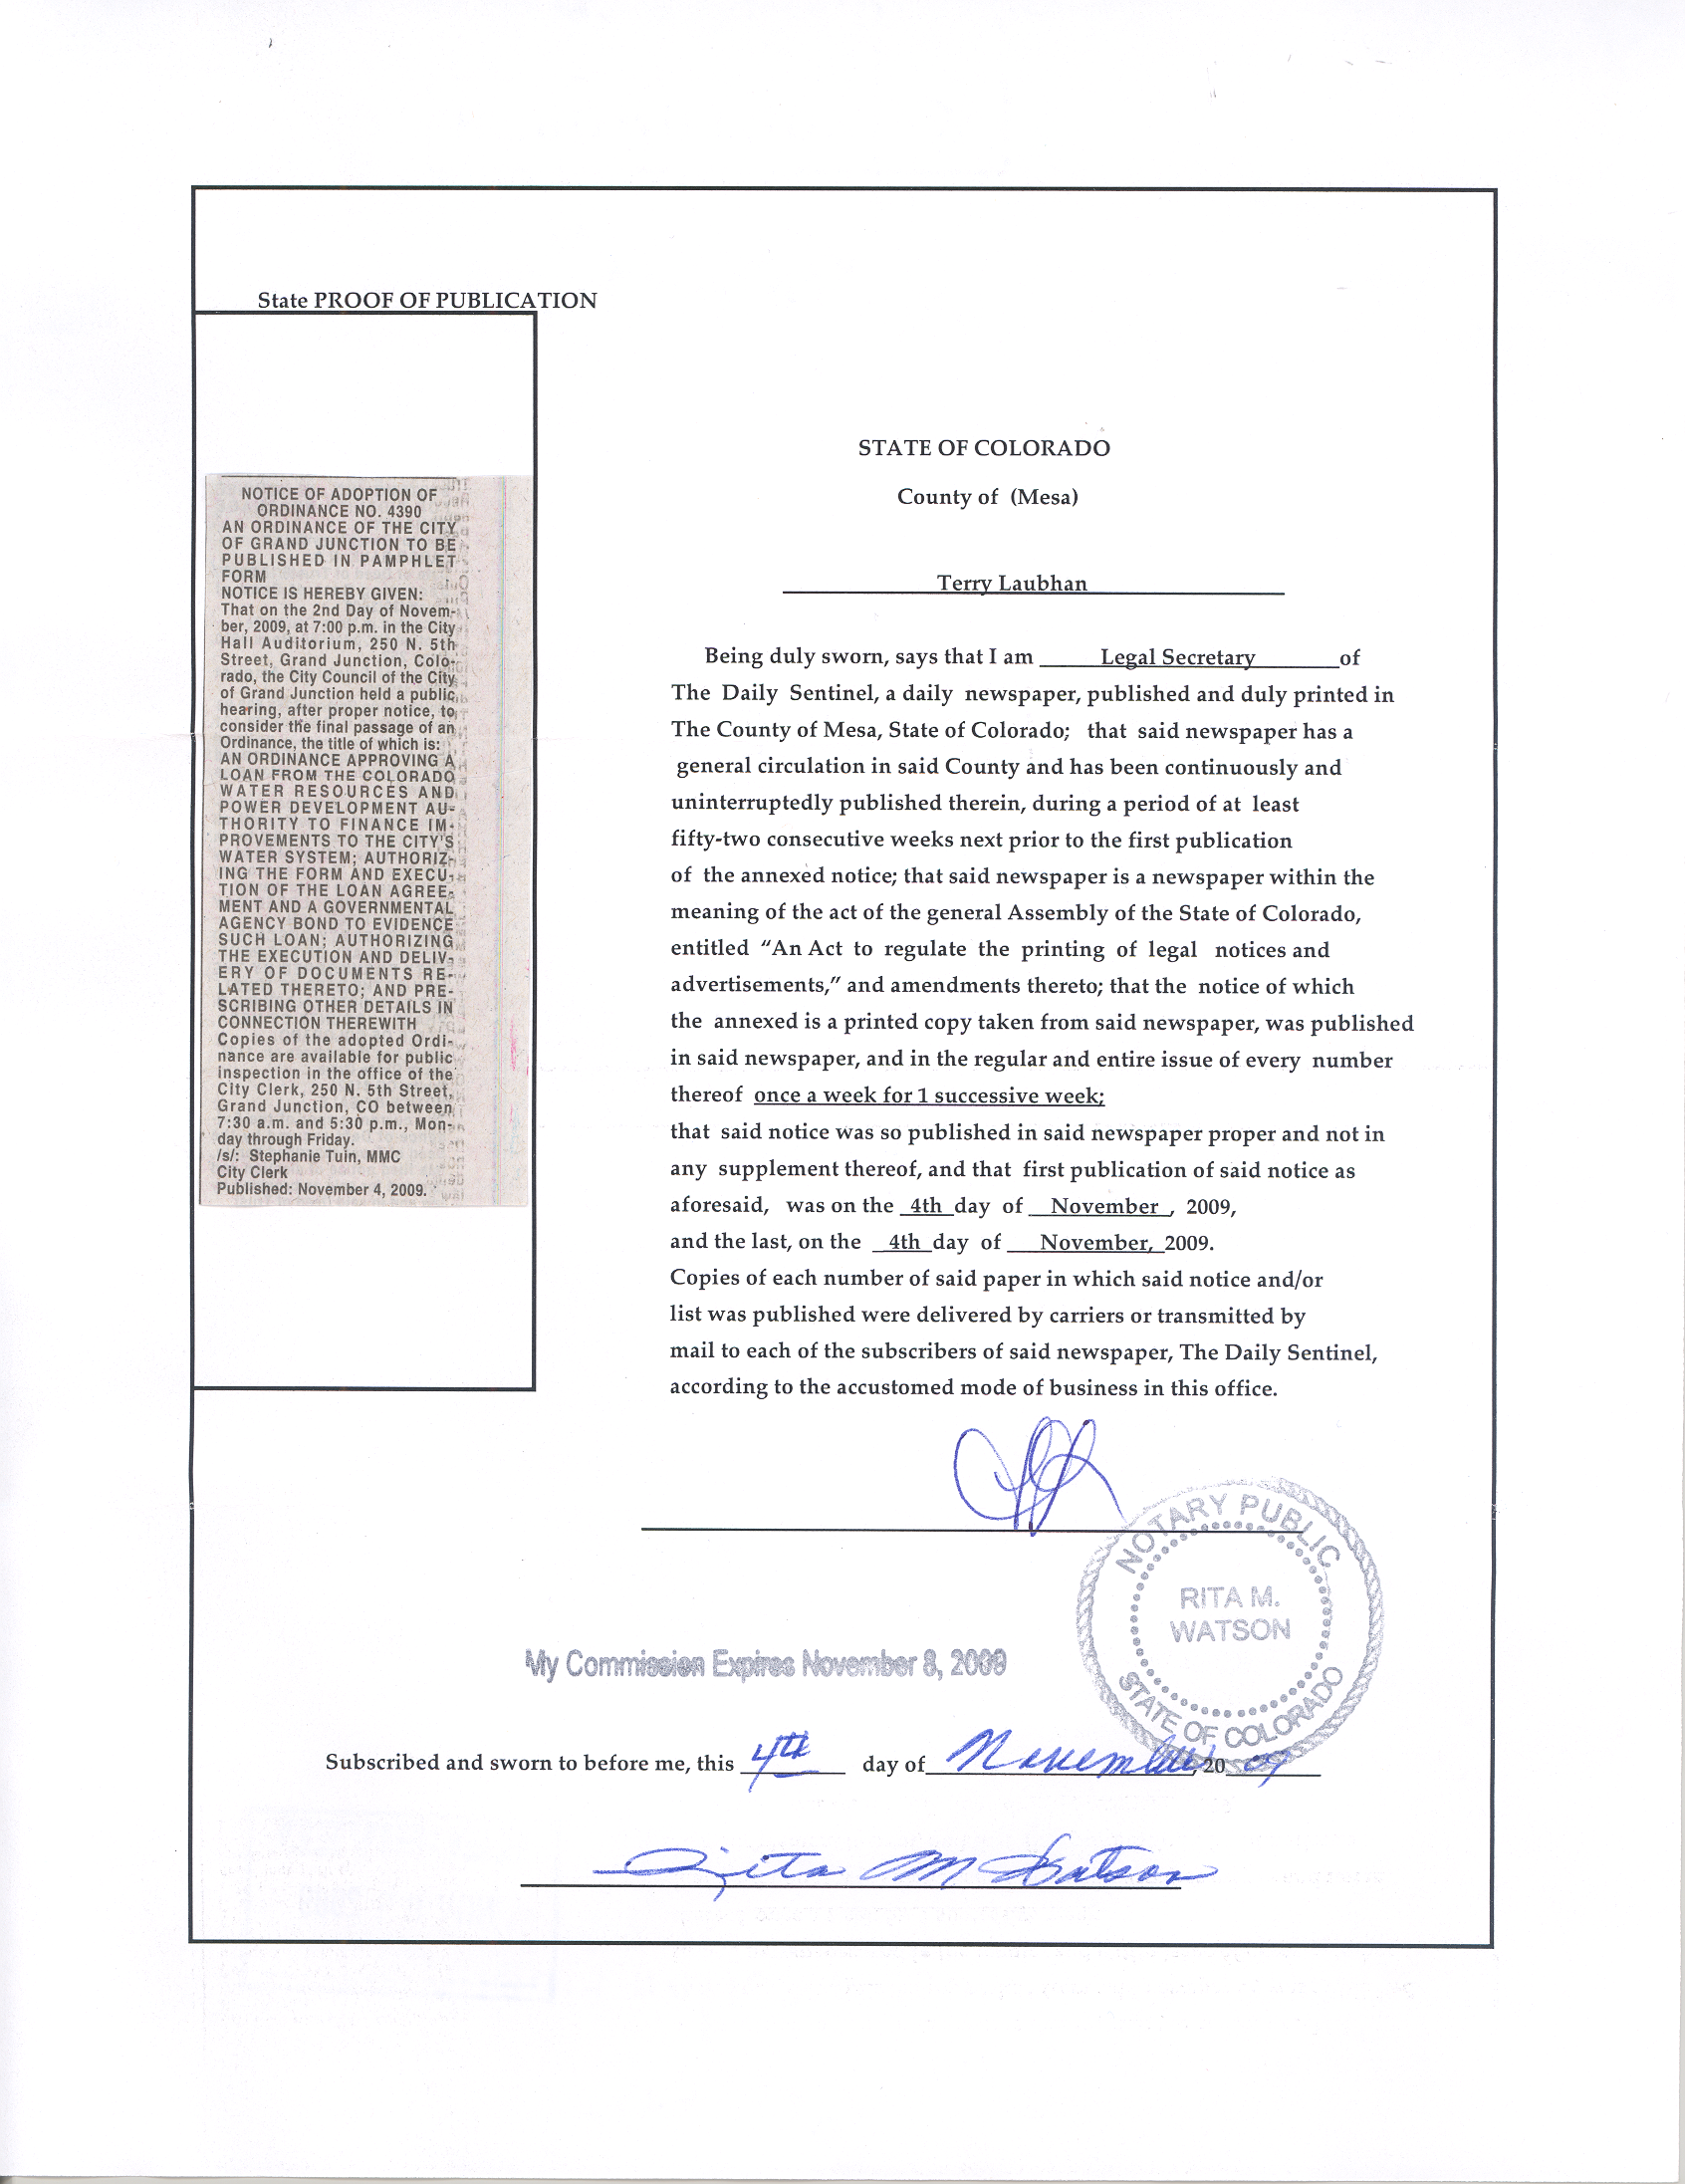 State PROOF OF PUBLICATION
NOTICE OF ADOPTION OF
ORDINANCE NO. 4390
AN ORDINANCE OF THE CITY
OF GRAND JUNCTION TO BE
PUBLISHED IN PAMPHLET
FORM
NOTICE IS HEREBY GIVEN:
That on the 2nd Day of Novem-
ber, 2009, at 7:00 p.m. in the City
Hall Auditorium, 250 N. 5th
Street, Grand Junction, Colo-
rado, the City Council of the City
of Grand Junction held a public
hearing, after proper notice, to
consider the final passage of an
Ordinance, the title of which is:
AN ORDINANCE APPROVING A
LOAN FROM THE COLORADO
WATER RESOURCES AND
POWER DEVELOPMENT AU-
THORITY TO FINANCE IM-
PROVEMENTS TO THE CITY'S
WATER SYSTEM; AUTHORIZ-
ING THE FORM AND EXECU-
TION OF THE LOAN AGREE-
MENT AND A GOVERNMENTAL
AGENCY BOND TO EVIDENCE
SUCH LOAN; AUTHORIZING
THE EXECUTION AND DELIV-
ERY OF DOCUMENTS RE-
LATED THERETO; AND PRE-
SCRIBING OTHER DETAILS IN
CONNECTION THEREWITH
Copies of the adopted Ordi-
nance are available for public
inspection in the office of the
City Clerk, 250 N. 5th Street,
Grand Junction, CO between
7:30 a.m. and 5:30 p.m., Mon-
day through Friday.
/s/: Stephanie Tuin, MMC
City Clerk
Published: November 4, 2009.
STATE OF COLORADO
County of (Mesa)
Terry Laubhan
Being duly sworn, says that I am Legal Secretary of
The Daily Sentinel, a daily newspaper, published and duly printed in
The County of Mesa, State of Colorado; that said newspaper has a
general circulation in said County and has been continuously and
uninterruptedly published therein, during a period of at least
fifty-two consecutive weeks next prior to the first publication
of the annexed notice; that said newspaper is a newspaper within the
meaning of the act of the general Assembly of the State of Colorado,
entitled “An Act to regulate the printing of legal notices and
advertisements,” and amendments thereto; that the notice of which
the annexed is a printed copy taken from said newspaper, was published
in said newspaper, and in the regular and entire issue of every number
thereof once a week for 1 successive week;
that said notice was so published in said newspaper proper and not in
any supplement thereof, and that first publication of said notice as
aforesaid, was on the 4th day of November , 2009,
and the last, on the 4th day of November, 2009.
Copies of each number of said paper in which said notice and/or
list was published were delivered by carriers or transmitted by
mail to each of the subscribers of said newspaper, The Daily Sentinel,
according to the accustomed mode of business in this office.
NOTARY PUBLIC
RITA M.
WATSON
STATE OF COLORADO
My Commission Expires November 8, 2009
Subscribed and sworn to before me, this 4th day of November, 20 09
Rita M Watson